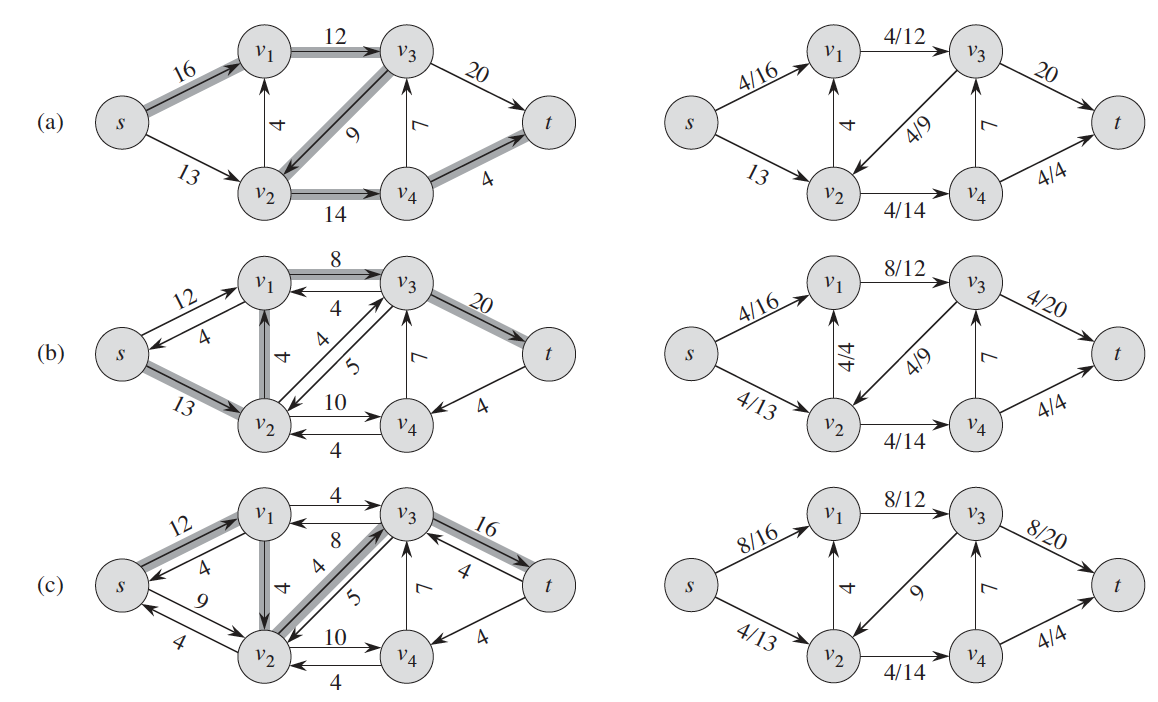 12 4/12
v1 v3 v1 v3
16 20 4/16 20
(a) s 4 9 7 t s 4 4/9 7 t
13 4 13 4/4
v2 v4 v2 v4
14 4/14
8 8/12
v1 v3 v1 v3
12 4 20 4/16 4/20
(b) s 4 4 4 5 7 t s 4/4 4/9 7 t
13 10 4 4/13 4/4
v2 v4 v2 v4
4 4/14
4 8/12
v1 v3 v1 v3
12 8 16 8/16 8/20
(c) s 4 9 4 4 5 7 4 t s 4 9 7 t
4 10 4 4/13 4/4
v2 v4 v2 v4
4 4/14